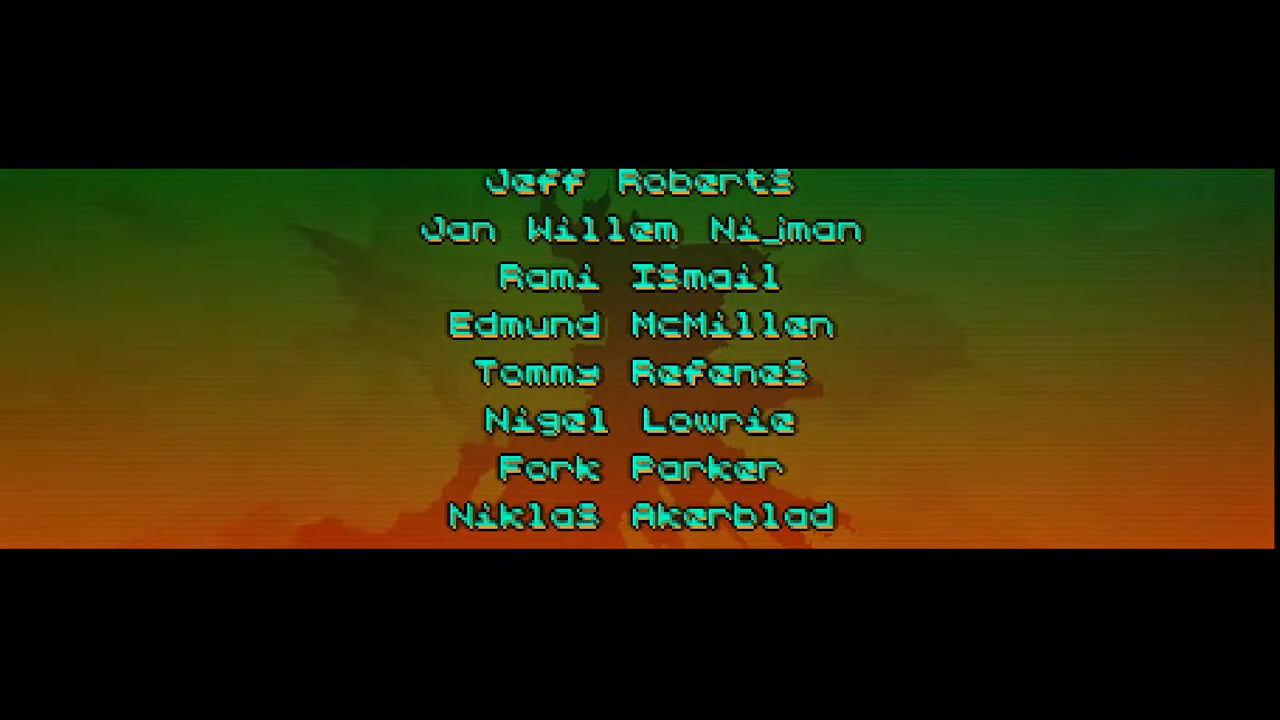 Jeff Roberts
Jan Willem Nijman
Rami Ismail
Edmund McMillen
Tommy Refenes
Nigel Lowrie
Fork Parker
Niklas Akerblad